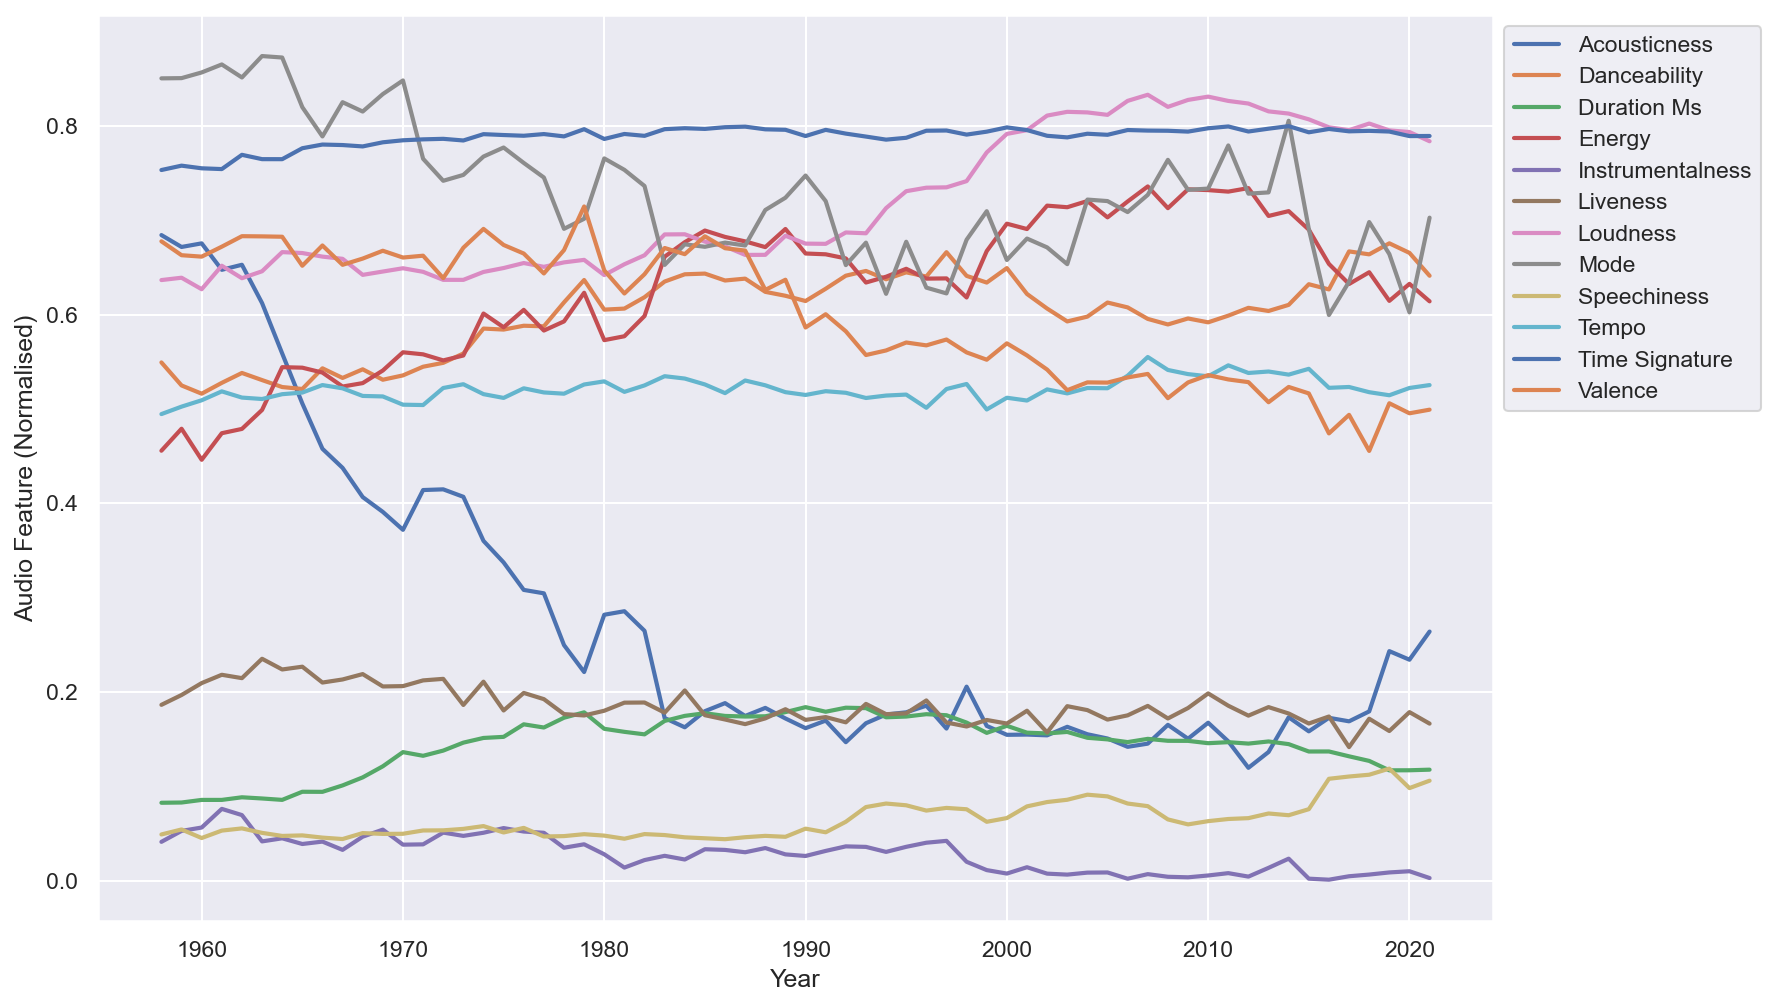 Acousticness
Danceability
Duration Ms
Energy
Instrumentalness
Liveness
Loudness
Mode
Speechiness
Tempo
Time Signature
Valence
Audio Feature (Normalised)
0.8
0.6
0.4
0.2
0.0
1960 1970 1980 1990 2000 2010 2020
Year